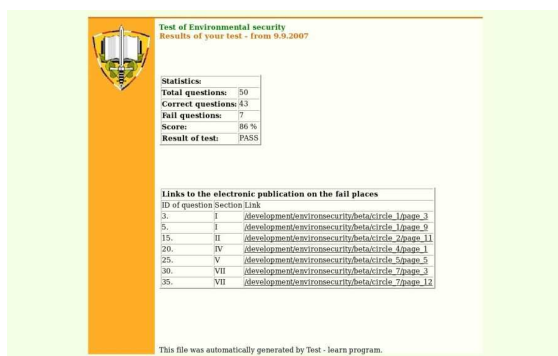 Test of Environmental security
Results of your test - from 9.9.2007
Statistics:
Total questions: 50
Correct questions: 43
Fail questions: 7
Score: 86 %
Result of test: PASS
Links to the electronic publication on the fail places
ID of question Section Link
3. I /development/environsecurity/beta/circle_1/page_3
5. I /development/environsecurity/beta/circle_1/page_9
15. II /development/environsecurity/beta/circle_2/page_11
20. IV /development/environsecurity/beta/circle_4/page_1
25. V /development/environsecurity/beta/circle_5/page_5
30. VII /development/environsecurity/beta/circle_7/page_3
35. VII /development/environsecurity/beta/circle_7/page_12
This file was automatically generated by Test - learn program.